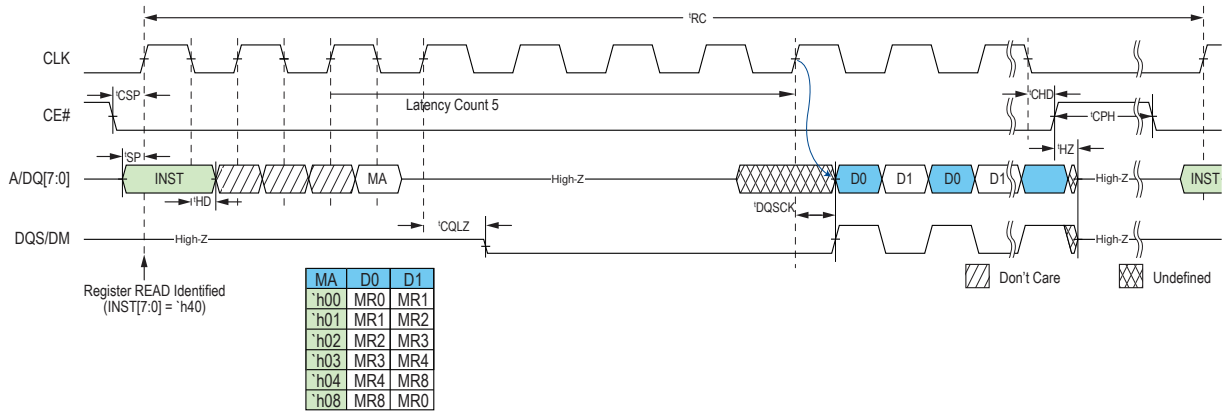 tRC
CLK
tCSP
Latency Count 5
tCHD
CE#
tCPH
tSP
tHZ
A/DQ[7:0]
INST
MA
High-Z
D0
D1
D0
D1
High-Z
INST
tHD
tDQSCK
tCQLZ
DQS/DM
High-Z
High-Z
Register READ Identified
(INST[7:0] = `h40)
Don't Care
Undefined
MA D0 D1
`h00 MR0 MR1
`h01 MR1 MR2
`h02 MR2 MR3
`h03 MR3 MR4
`h04 MR4 MR8
`h08 MR8 MR0